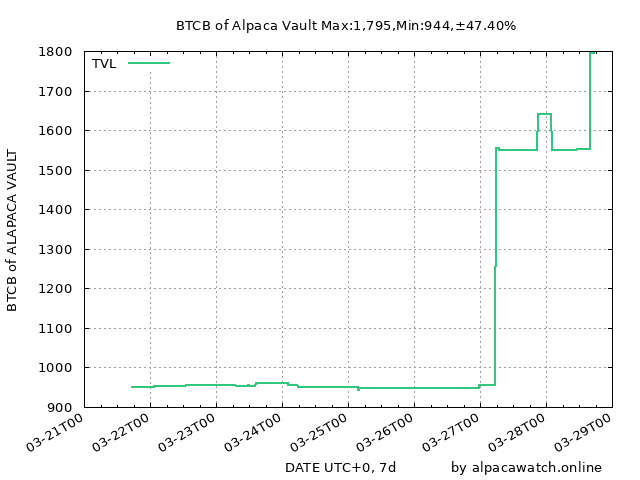 BTCB of Alpaca Vault Max:1,795,Min:944,±47.40%
TVL
BTCB of ALAPACA VAULT
1800
1700
1600
1500
1400
1300
1200
1100
1000
900
03-21T00
03-22T00
03-23T00
03-24T00
03-25T00
03-26T00
03-27T00
03-28T00
03-29T00
DATE UTC+0, 7d
by alpacawatch.online